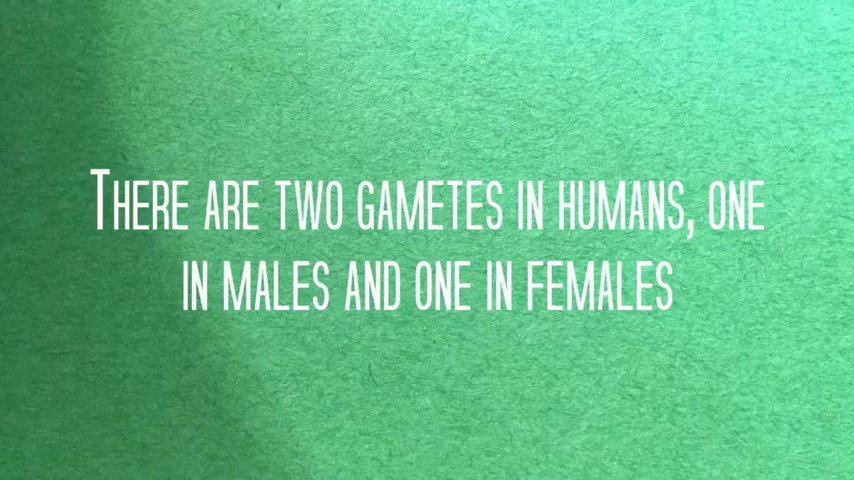 There are two gametes in humans, one
in males and one in females